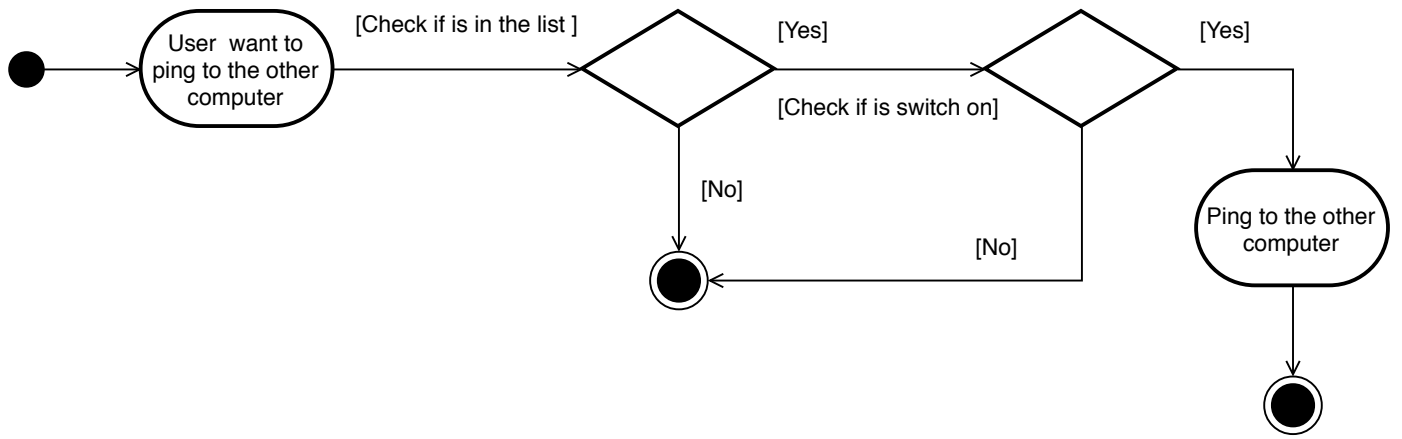 [Check if is in the list ]
[Yes]
[Yes]
User  want to
ping to the other
computer
[Check if is switch on]
[No]
[No]
Ping to the other
computer